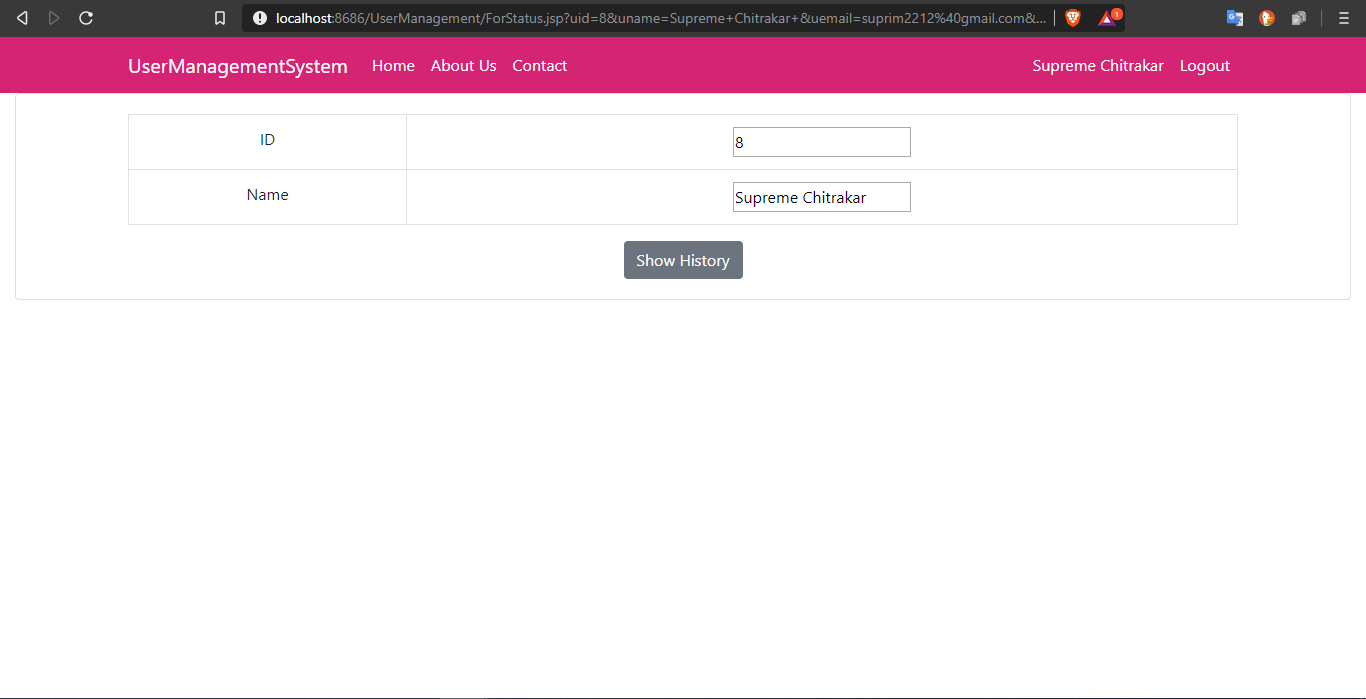 localhost:8686/UserManagement/ForStatus.jsp?uid=8&uname=Supreme+Chitrakar+&uemail=suprim2212%40gmail.com&...
1
UserManagementSystem Home About Us Contact Supreme Chitrakar Logout
ID 8
Name Supreme Chitrakar
Show History